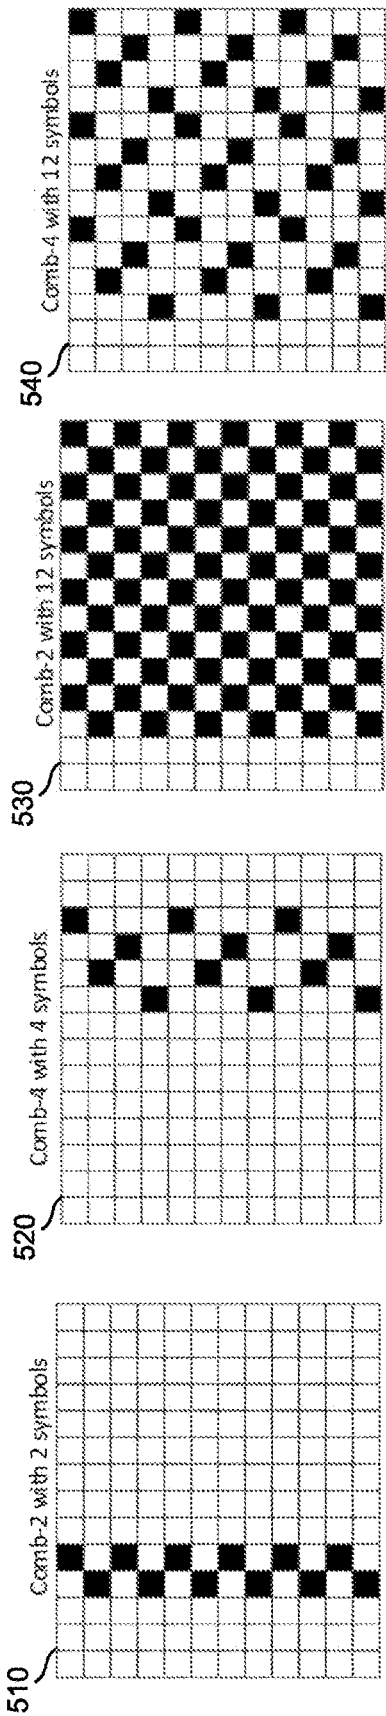 510
Comb-2 with 2 symbols
520
Comb-4 with 4 symbols
530
Comb-2 with 12 symbols
540
Comb-4 with 12 symbols